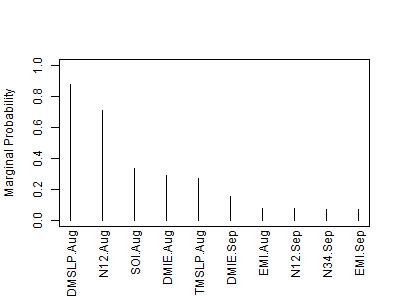 Marginal Probability
1.0
0.8
0.6
0.4
0.2
0.0
DMSLP.Aug
N12.Aug
SOI.Aug
DMIE.Aug
TMSLP.Aug
DMIE.Sep
EMI.Aug
N12.Sep
N34.Sep
EMI.Sep